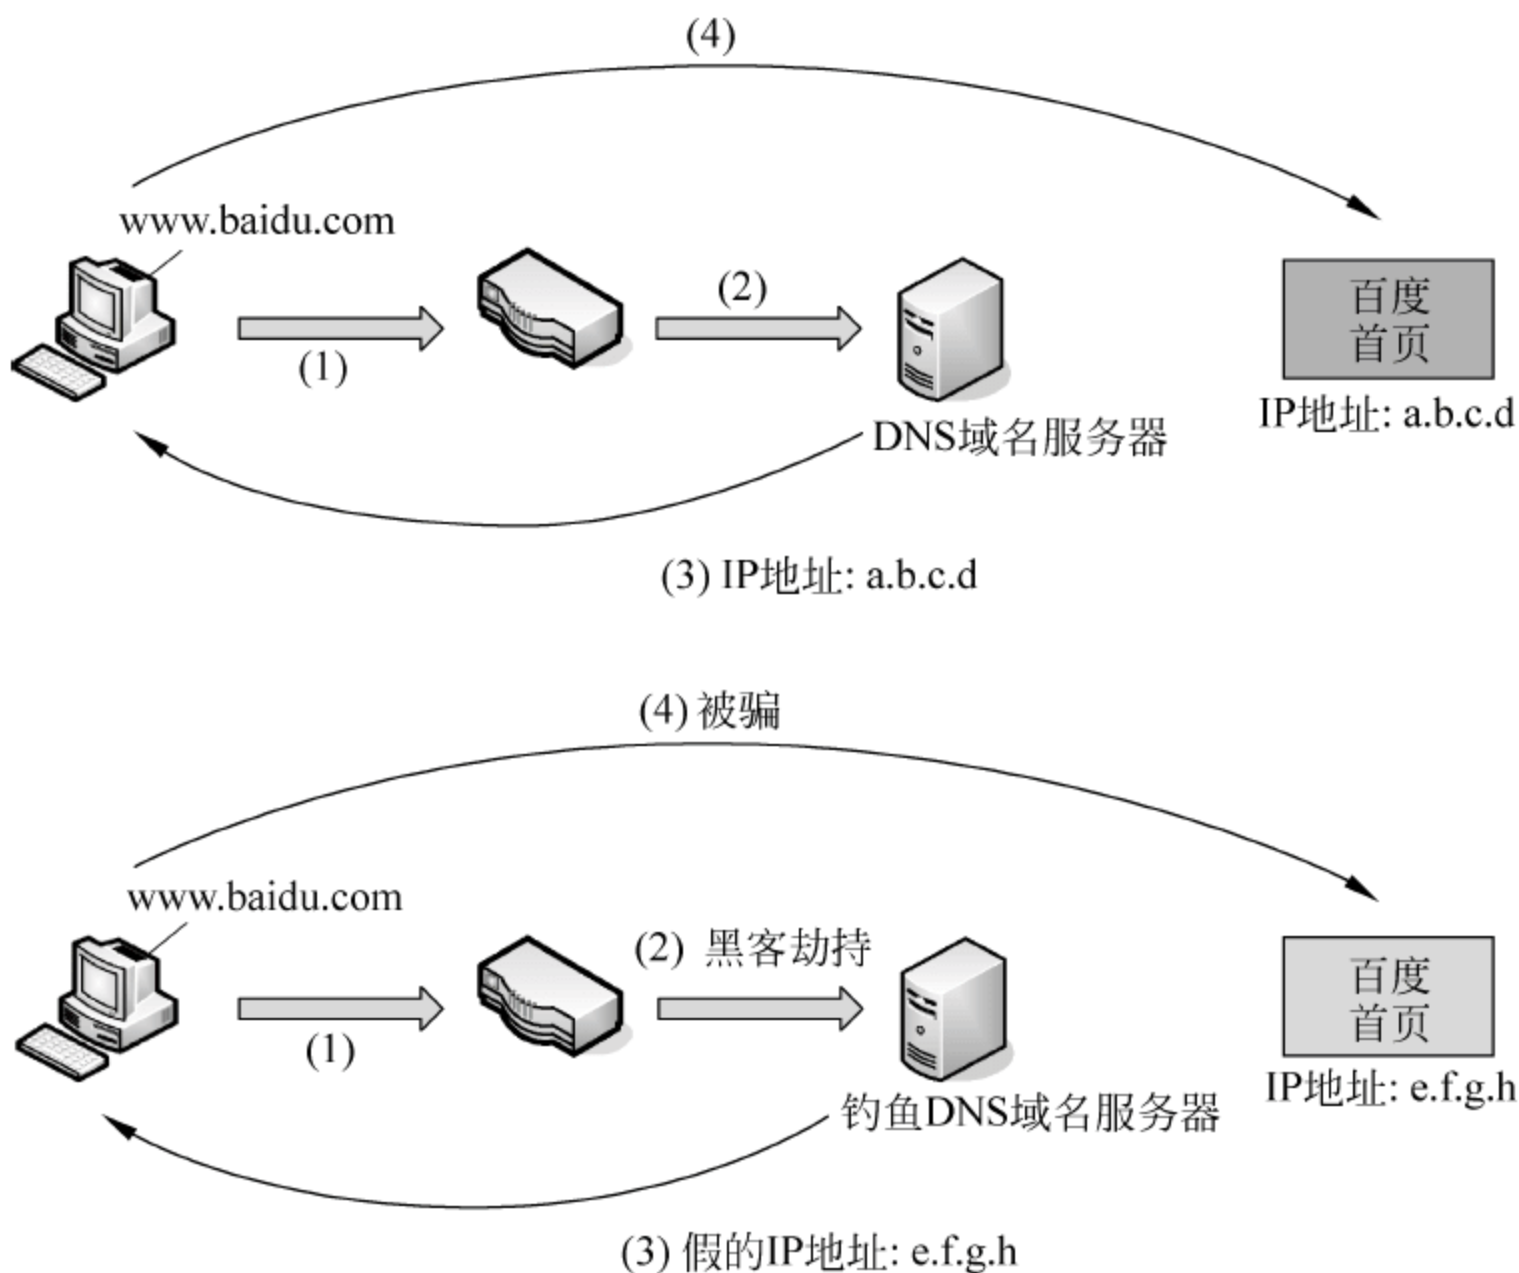 (4)
www.baidu.com
(1)
(2)
DNS域名服务器
百度
首页
IP地址: a.b.c.d
(3) IP地址: a.b.c.d
(4) 被骗
www.baidu.com
(1)
(2) 黑客劫持
钓鱼DNS域名服务器
百度
首页
IP地址: e.f.g.h
(3) 假的IP地址: e.f.g.h